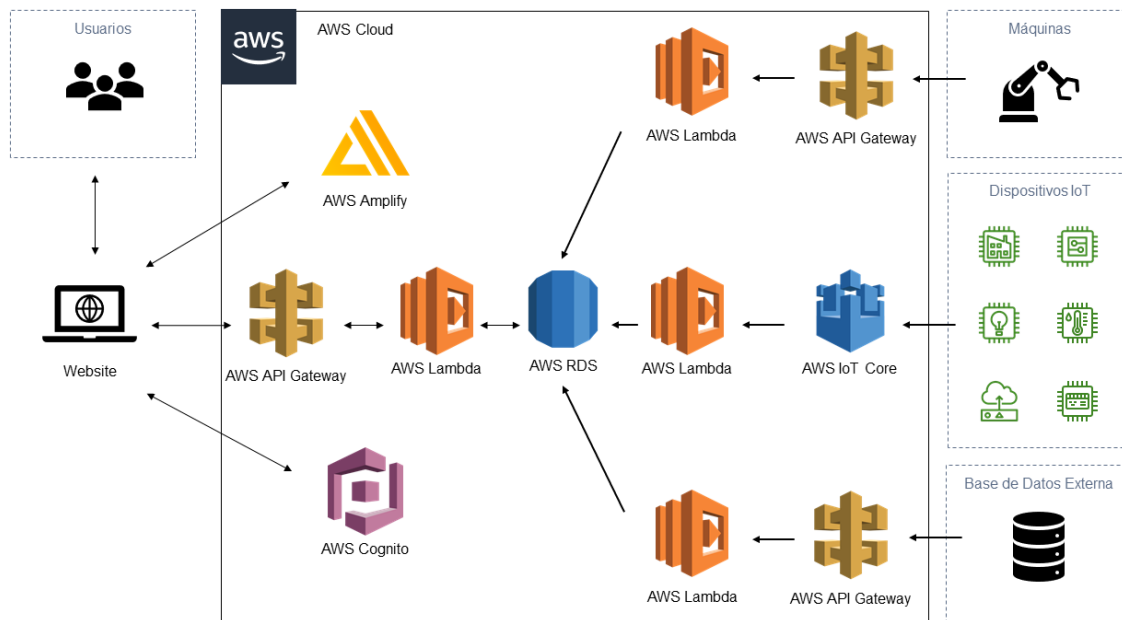 Usuarios
aws
AWS Cloud
Máquinas
AWS Lambda
AWS API Gateway
AWS Amplify
Dispositivos IoT
Website
AWS API Gateway
AWS Lambda
AWS RDS
AWS Lambda
AWS IoT Core
AWS Cognito
Base de Datos Externa
AWS Lambda
AWS API Gateway